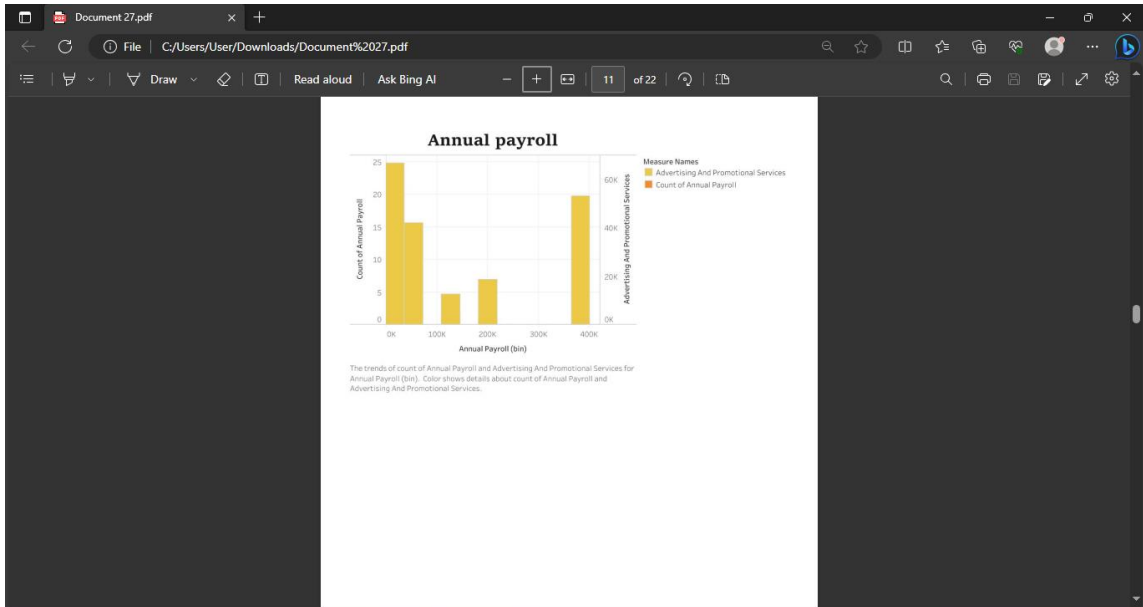 Document 27.pdf
File | C:/Users/User/Downloads/Document%2027.pdf
Draw
Read aloud
Ask Bing AI
11 of 22
Annual payroll
25
20
15
10
5
0
Count of Annual Payroll
60K
40K
20K
0K
Advertising And Promotional Services
0K 100K 200K 300K 400K
Annual Payroll (bin)
Measure Names
Advertising And Promotional Services
Count of Annual Payroll
The trends of count of Annual Payroll and Advertising And Promotional Services for
Annual Payroll (bin). Color shows details about count of Annual Payroll and
Advertising And Promotional Services.